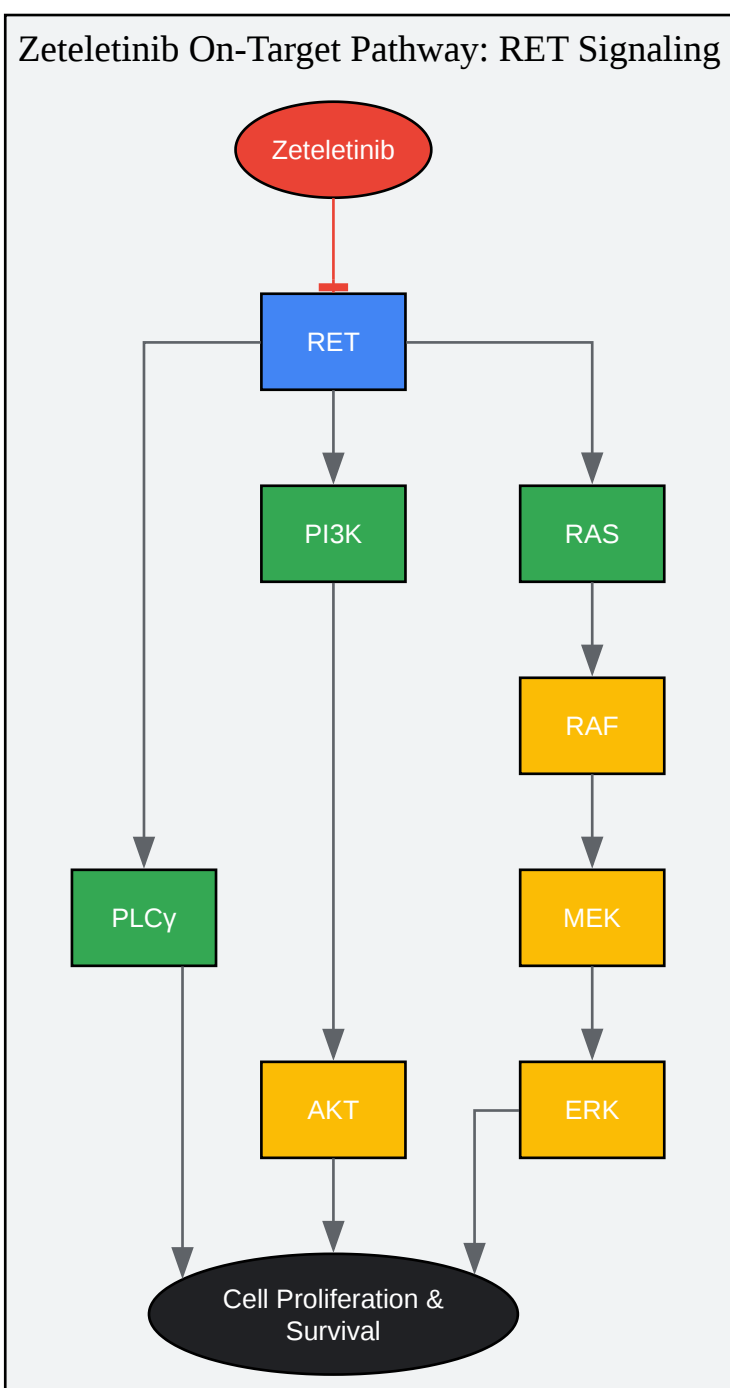 Zeteletinib On-Target Pathway: RET Signaling
Zeteletinib
RET
PI3K
RAS
RAF
PLCγ
MEK
AKT
ERK
Cell Proliferation &
Survival